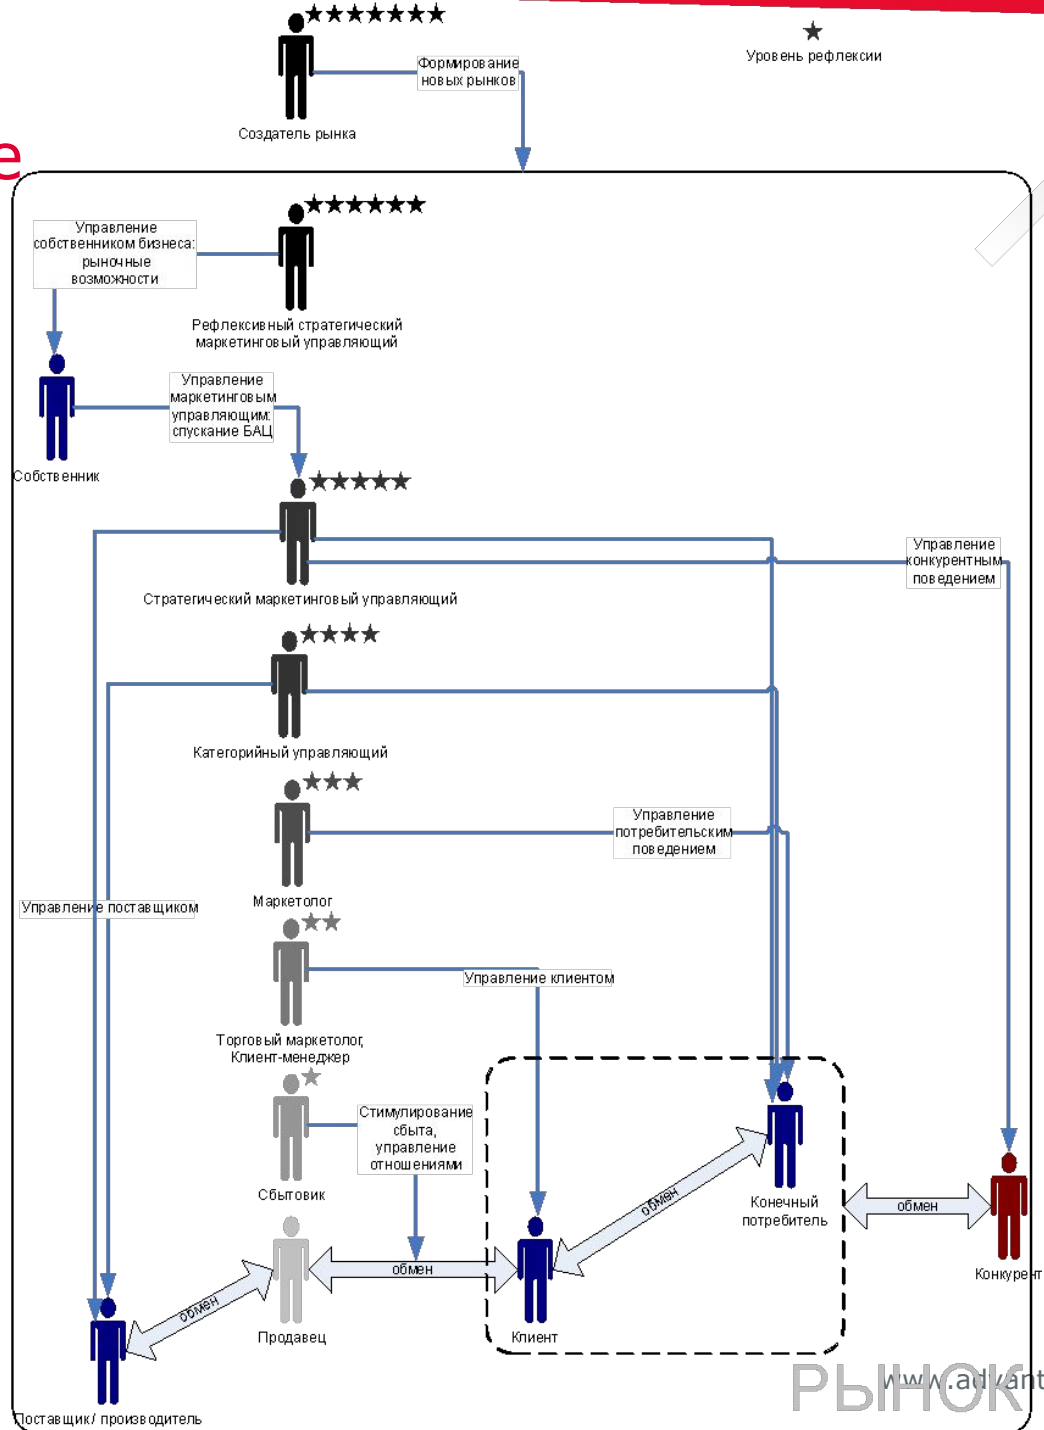 Уровень рефлексии
Формирование
новых рынков
Создатель рынка
е
Управление
собственником бизнеса:
рыночные
возможности
Рефлексивный стратегический
маркетинговый управляющий
Управление
маркетинговым
управляющим:
спускание БАЦ
Собственник
Стратегический маркетинговый управляющий
Управление
конкурентным
поведением
Категорийный управляющий
Управление
потребительским
поведением
Маркетолог
Управление поставщиком
Управление клиентом
Торговый маркетолог,
Клиент-менеджер
Стимулирование
сбыта,
управление
отношениями
Сбытовик
обмен
Конечный
потребитель
обмен
Конкурент
обмен
обмен
Продавец
Клиент
Поставщик / производитель
РЫНОК
www.advant